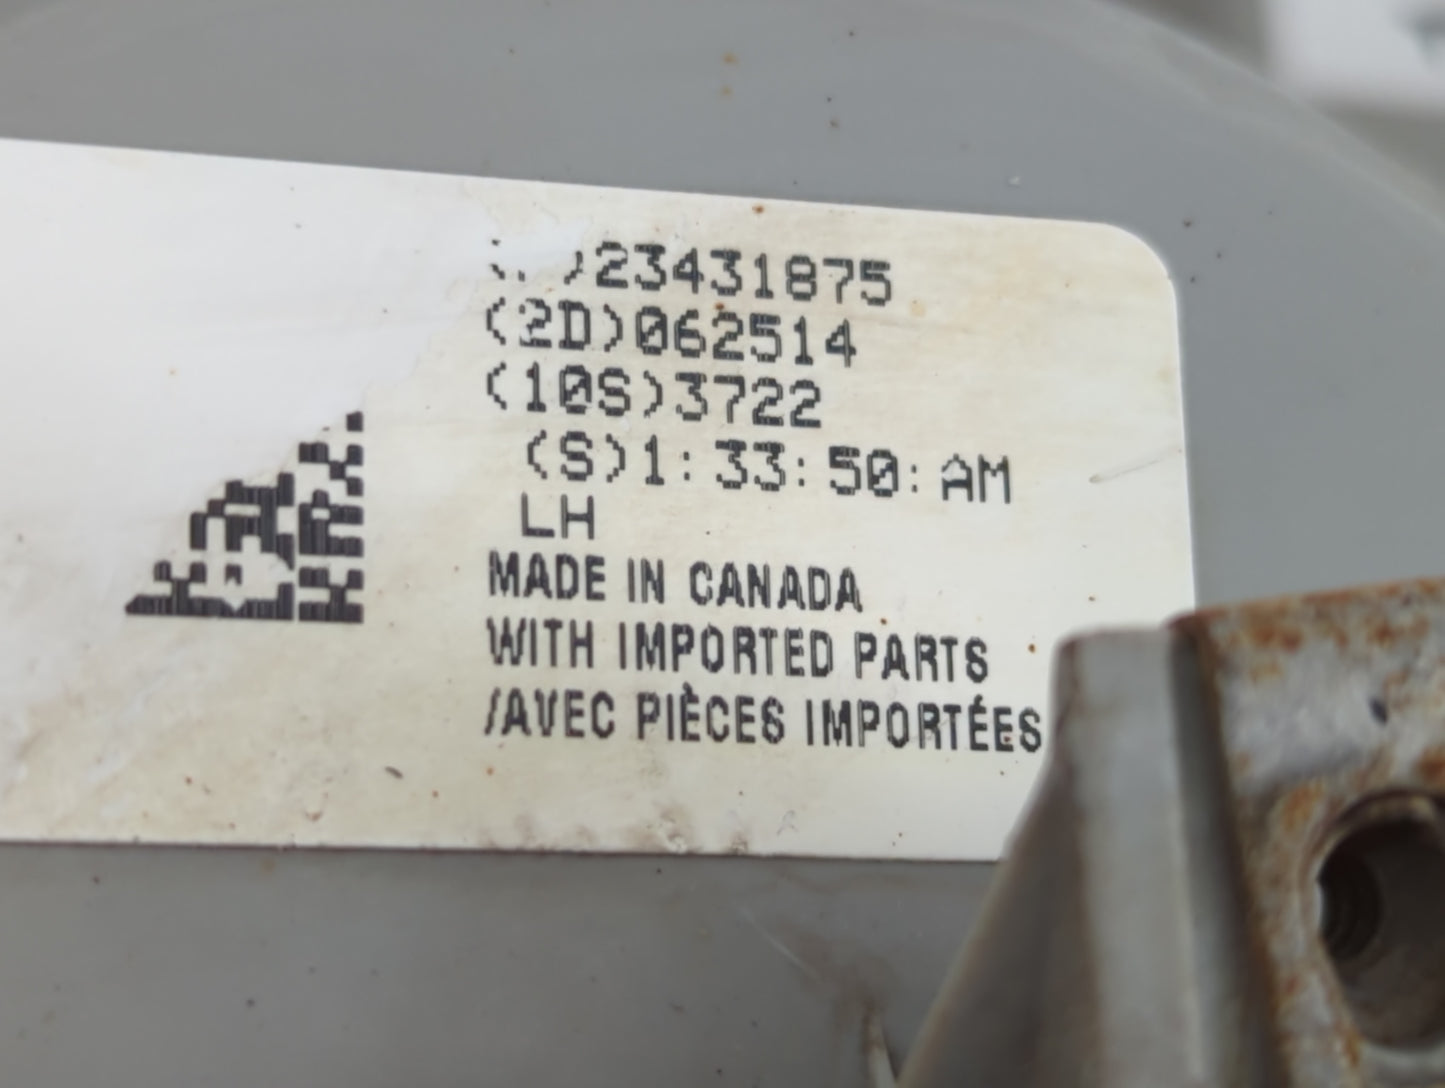 )23431875
(2D)062514
(10S)3722
(S)1:33:50:AM
LH
MADE IN CANADA
WITH IMPORTED PARTS
/AVEC PIÈCES IMPORTÉES